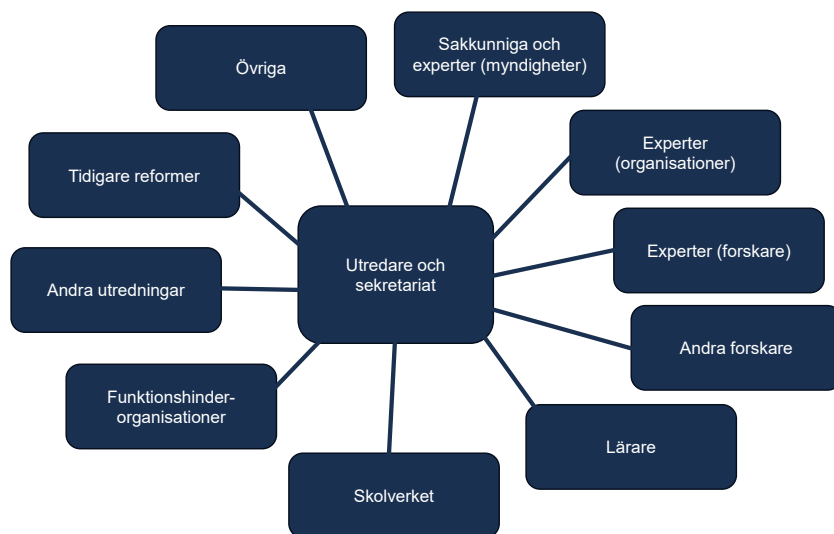 Övriga
Sakkunniga och
experter (myndigheter)
Experter
(organisationer)
Tidigare reformer
Utredare och
sekretariat
Experter (forskare)
Andra utredningar
Andra forskare
Funktionshinder-
organisationer
Lärare
Skolverket